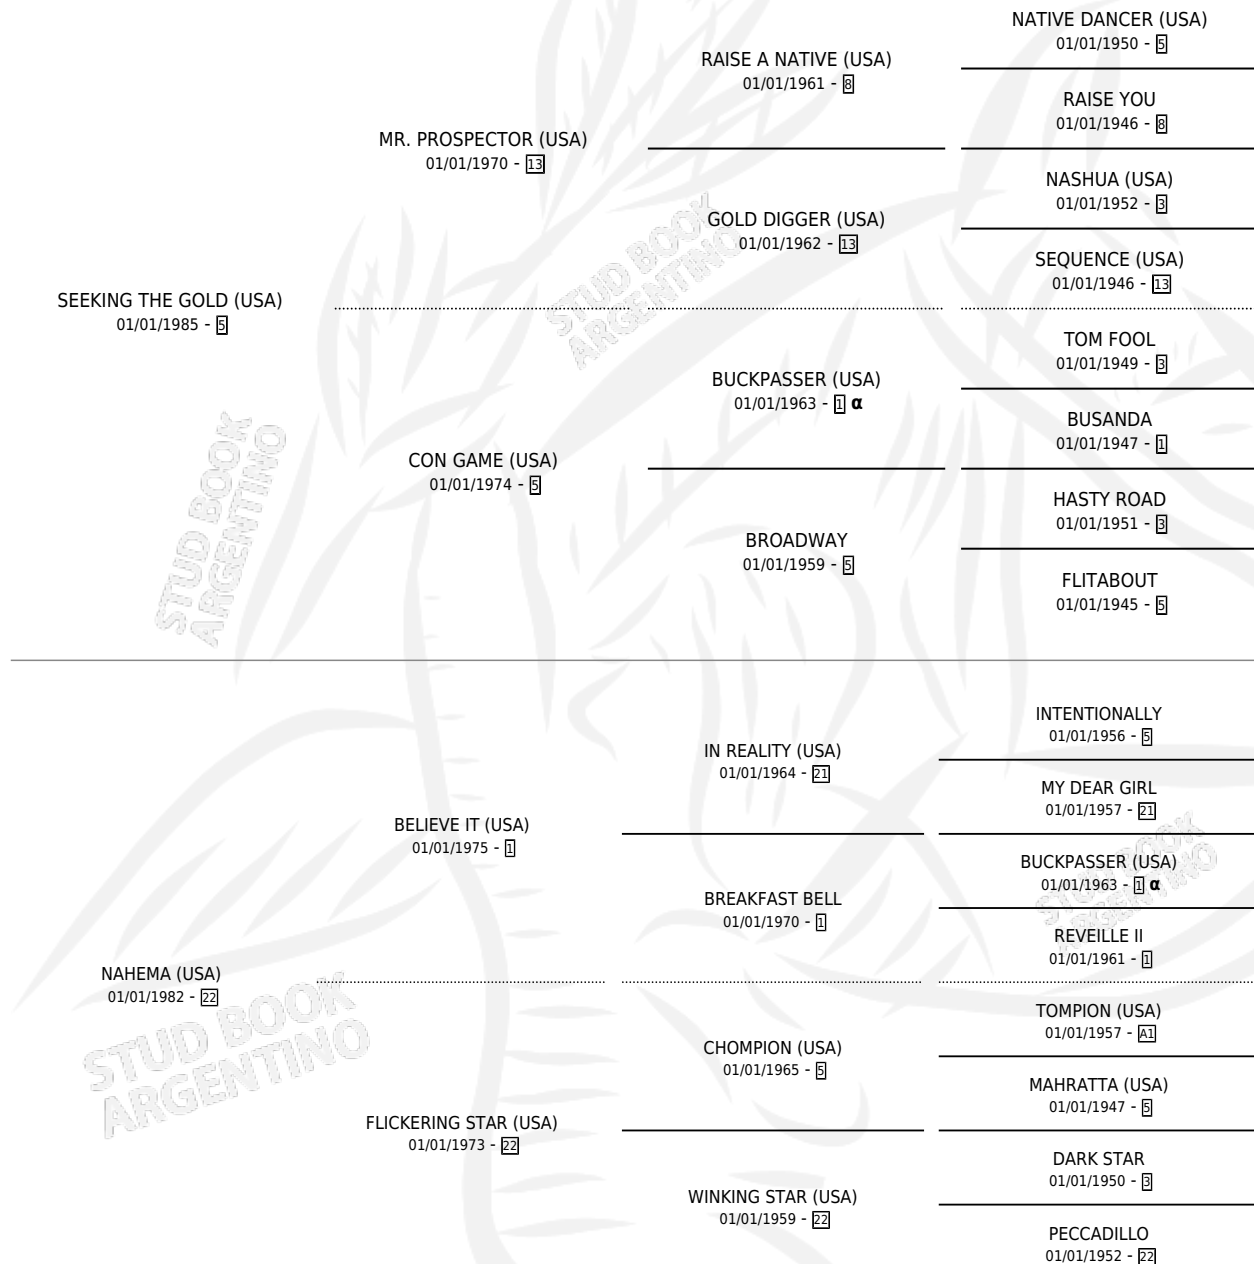 NATIVE DANCER (USA)
01/01/1950 - 5
RAISE A NATIVE (USA)
01/01/1961 - 8
RAISE YOU
01/01/1946 - 8
MR. PROSPECTOR (USA)
01/01/1970 - 13
NASHUA (USA)
01/01/1952 - 3
GOLD DIGGER (USA)
01/01/1962 - 13
SEQUENCE (USA)
01/01/1946 - 13
SEEKING THE GOLD (USA)
01/01/1985 - 5
STUD BOOK
ARGENTINO
TOM FOOL
01/01/1949 - 3
BUCKPASSER (USA)
01/01/1963 - 1 α
BUSANDA
01/01/1947 - 1
CON GAME (USA)
01/01/1974 - 5
HASTY ROAD
01/01/1951 - 3
BROADWAY
01/01/1959 - 5
FLITABOUT
01/01/1945 - 5
STUD BOOK
ARGENTINO
INTENTIONALLY
01/01/1956 - 5
IN REALITY (USA)
01/01/1964 - 21
MY DEAR GIRL
01/01/1957 - 21
BELIEVE IT (USA)
01/01/1975 - 1
BUCKPASSER (USA)
01/01/1963 - 1 α
BREAKFAST BELL
01/01/1970 - 1
REVEILLE II
01/01/1961 - 1
STUD BOOK
ARGENTINO
NAHEMA (USA)
01/01/1982 - 22
TOMPION (USA)
01/01/1957 - A1
CHOMPION (USA)
01/01/1965 - 5
MAHRATTA (USA)
01/01/1947 - 5
FLICKERING STAR (USA)
01/01/1973 - 22
DARK STAR
01/01/1950 - 3
WINKING STAR (USA)
01/01/1959 - 22
PECCADILLO
01/01/1952 - 22
STUD BOOK
ARGENTINO